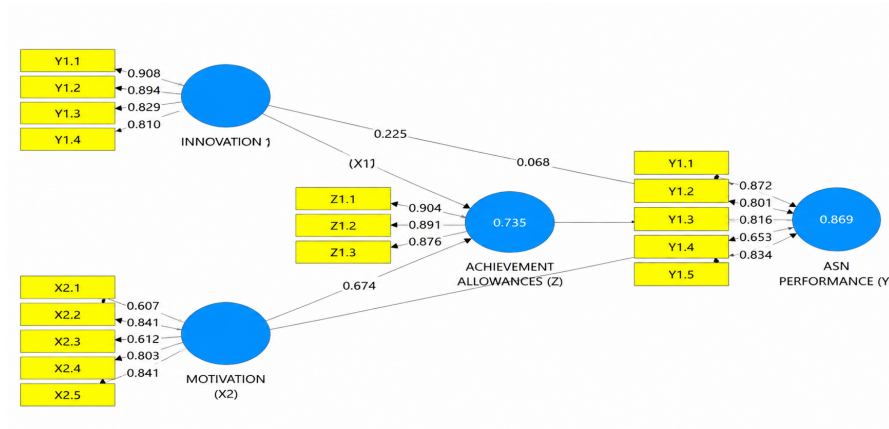 Y1.1
Y1.2
Y1.3
Y1.4
0.908
0.894
0.829
0.810
INNOVATION 1
(X1)
0.225
0.068
Z1.1
Z1.2
Z1.3
0.904
0.891
0.876
0.735
ACHIEVEMENT
ALLOWANCES (Z)
Y1.1
Y1.2
Y1.3
Y1.4
Y1.5
0.872
0.801
0.816
0.653
0.834
0.869
ASN
PERFORMANCE (Y
0.674
X2.1
X2.2
X2.3
X2.4
X2.5
0.607
0.841
0.612
0.803
0.841
MOTIVATION
(X2)